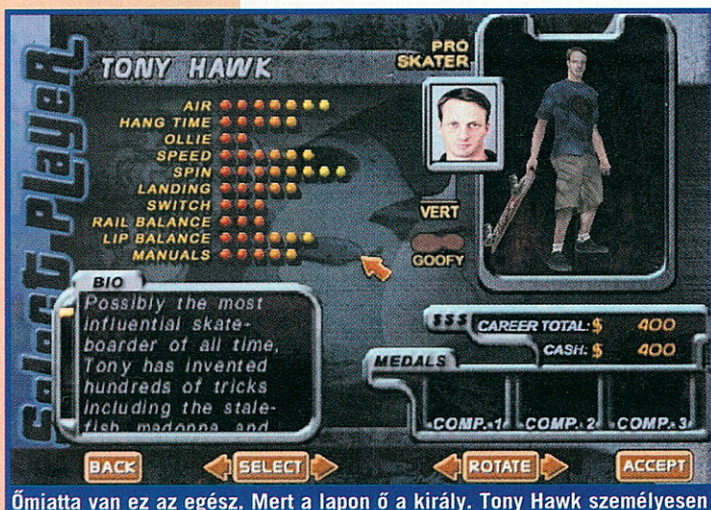 Select Player
TONY HAWK
PRO
SKATER
AIR
HANG TIME
OLLIE
SPEED
SPIN
LANDING
SWITCH
RAIL BALANCE
LIP BALANCE
MANUALS
VERT
GOOFY
BIO
Possibly the most
influential skate-
boarder of all time,
Tony has invented
hundreds of tricks
including the stale-
fish, madonna, and
$$$
CAREER TOTAL: $ 400
CASH: $ 400
MEDALS
COMP. 1 COMP. 2 COMP. 3
BACK SELECT ROTATE ACCEPT
Őmiatta van ez az egész. Mert a lapon ő a király. Tony Hawk személyesen